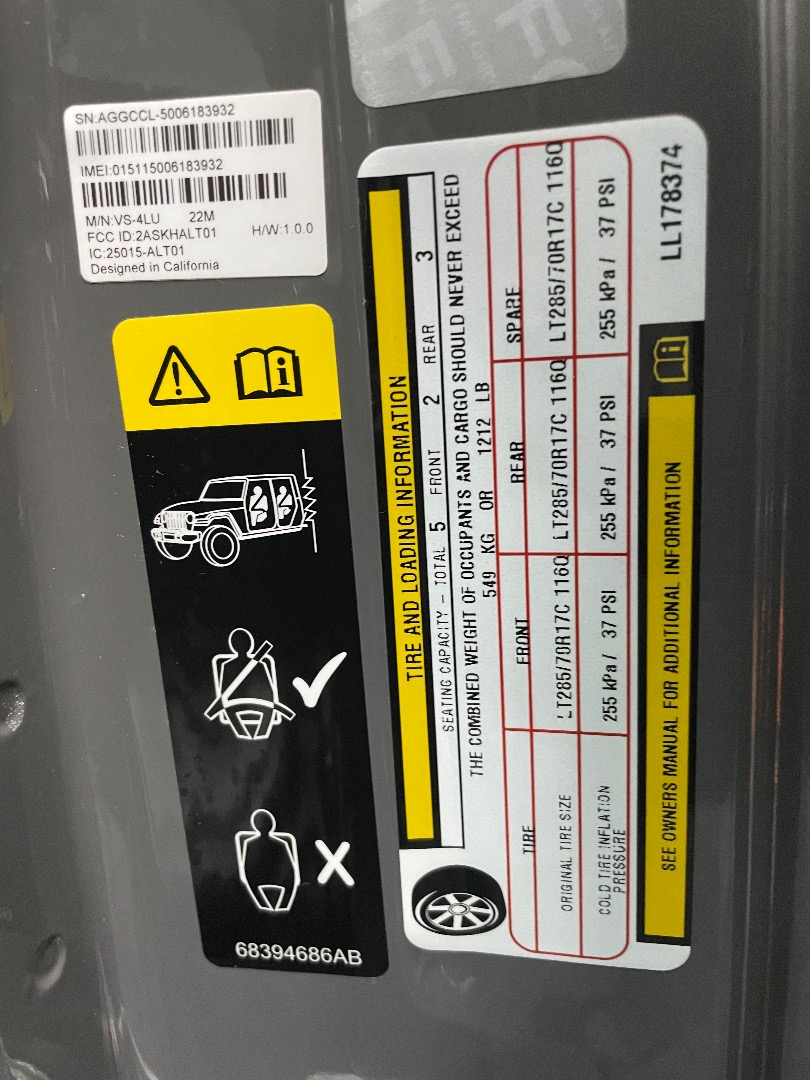 SN:AGGCCL-5006183932
IMEI:015115006183932
M/N:VS-4LU 22M
FCC ID:2ASKHALT01 H/W:1.0.0
IC:25015-ALT01
Designed in California
68394686AB
TIRE AND LOADING INFORMATION
SEATING CAPACITY – TOTAL 5 FRONT 2 REAR 3
THE COMBINED WEIGHT OF OCCUPANTS AND CARGO SHOULD NEVER EXCEED
549 KG OR 1212 LB
TIRE FRONT REAR SPARE
ORIGINAL TIRE SIZE LT285/70R17C 116Q LT285/70R17C 116Q LT285/70R17C 116Q
COLD TIRE INFLATION PRESSURE 255 kPa / 37 PSI 255 kPa / 37 PSI 255 kPa / 37 PSI
SEE OWNERS MANUAL FOR ADDITIONAL INFORMATION
LL178374